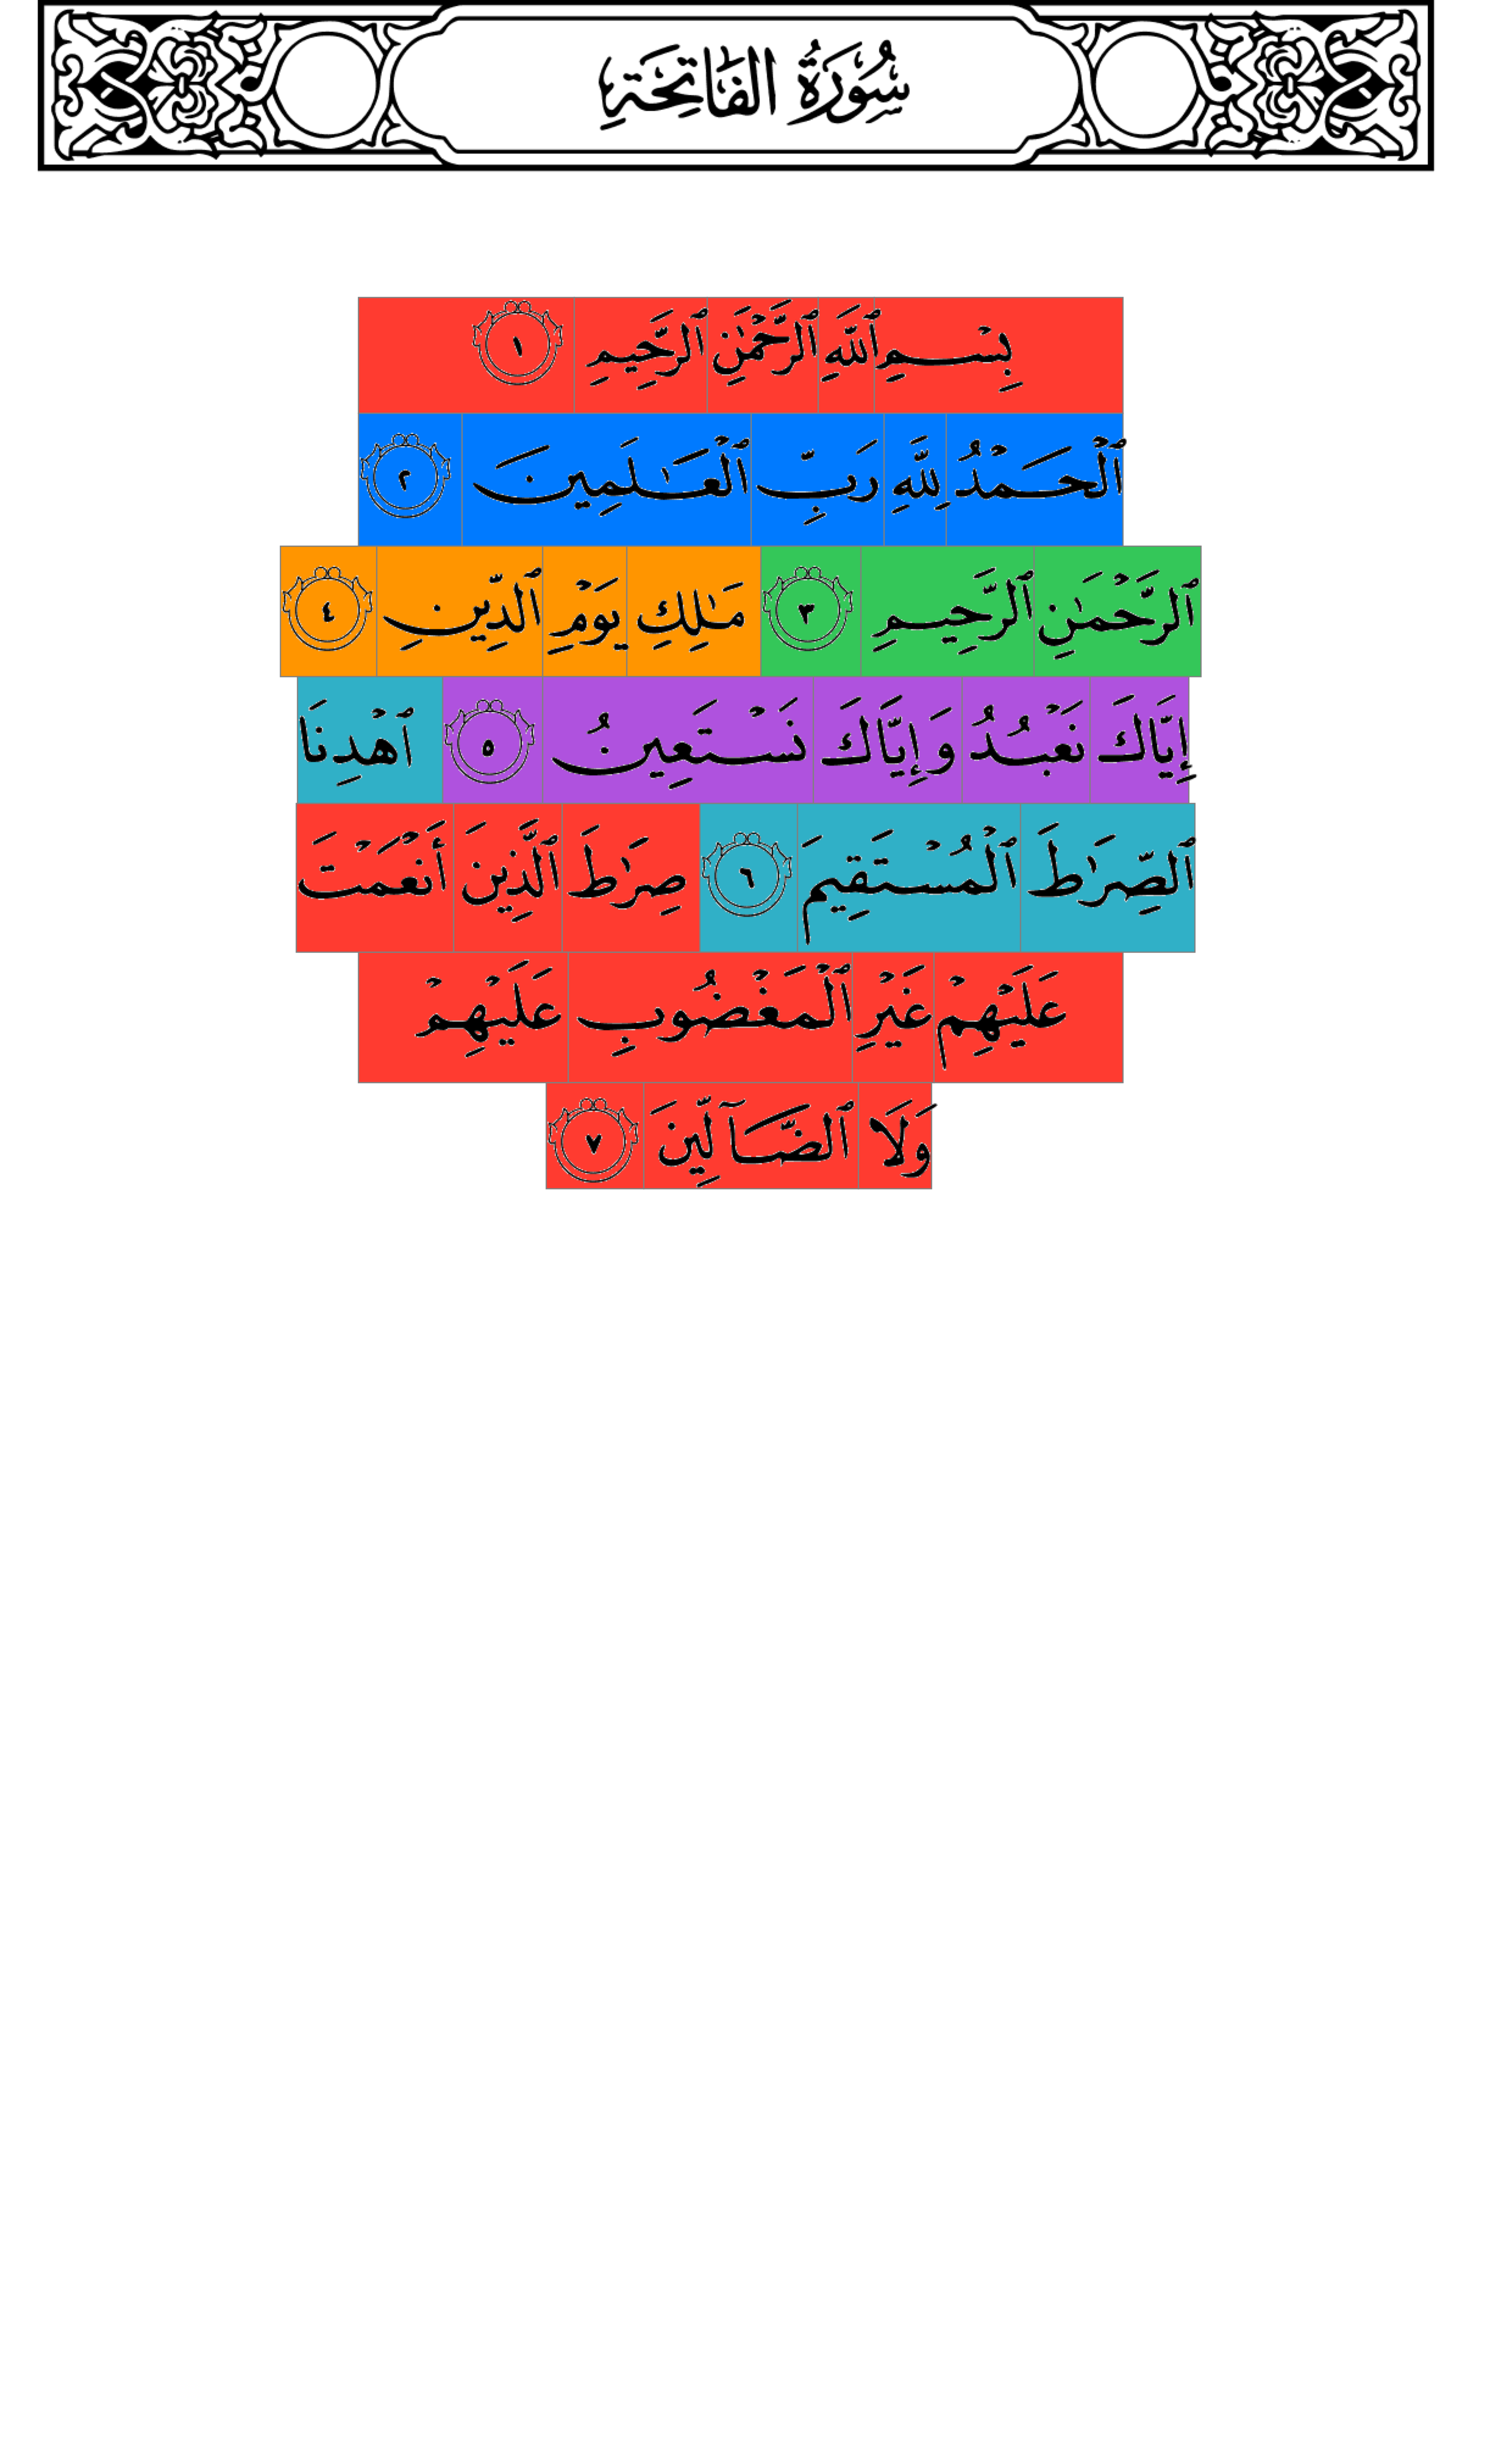 سُورَةُ الفَاتِحَةِ
بِسْمِ ٱللَّهِ ٱلرَّحْمَٰنِ ٱلرَّحِيمِ ١
ٱلْحَمْدُ لِلَّهِ رَبِّ ٱلْعَٰلَمِينَ ٢
ٱلرَّحْمَٰنِ ٱلرَّحِيمِ ٣ مَٰلِكِ يَوْمِ ٱلدِّينِ ٤
إِيَّاكَ نَعْبُدُ وَإِيَّاكَ نَسْتَعِينُ ٥ ٱهْدِنَا
ٱلصِّرَٰطَ ٱلْمُسْتَقِيمَ ٦ صِرَٰطَ ٱلَّذِينَ أَنْعَمْتَ
عَلَيْهِمْ غَيْرِ ٱلْمَغْضُوبِ عَلَيْهِمْ
وَلَا ٱلضَّآلِّينَ ٧